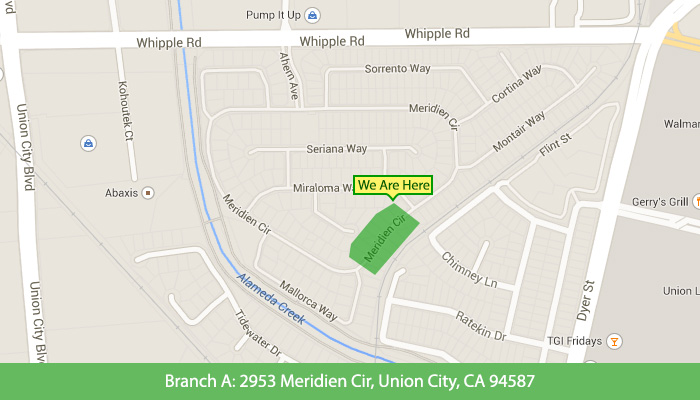 Pump It Up
Whipple Rd
Whipple Rd
Whipple Rd
Blvd
Kohoutek Ct
Ahern Ave
Sorrento Way
Cortina Way
Meridien Cir
Montair Way
Flint St
Walmar
Union City Blvd
Seriana Way
Abaxis
Miraloma Wa
We Are Here
Gerry's Grill
Meridien Cir
Meridien Cir
Chimney Ln
Alameda Creek
Mallorca Way
Tidewater Dr
Union City Blv
Dyer St
Union L
Ratekin Dr
TGI Fridays
Branch A: 2953 Meridien Cir, Union City, CA 94587